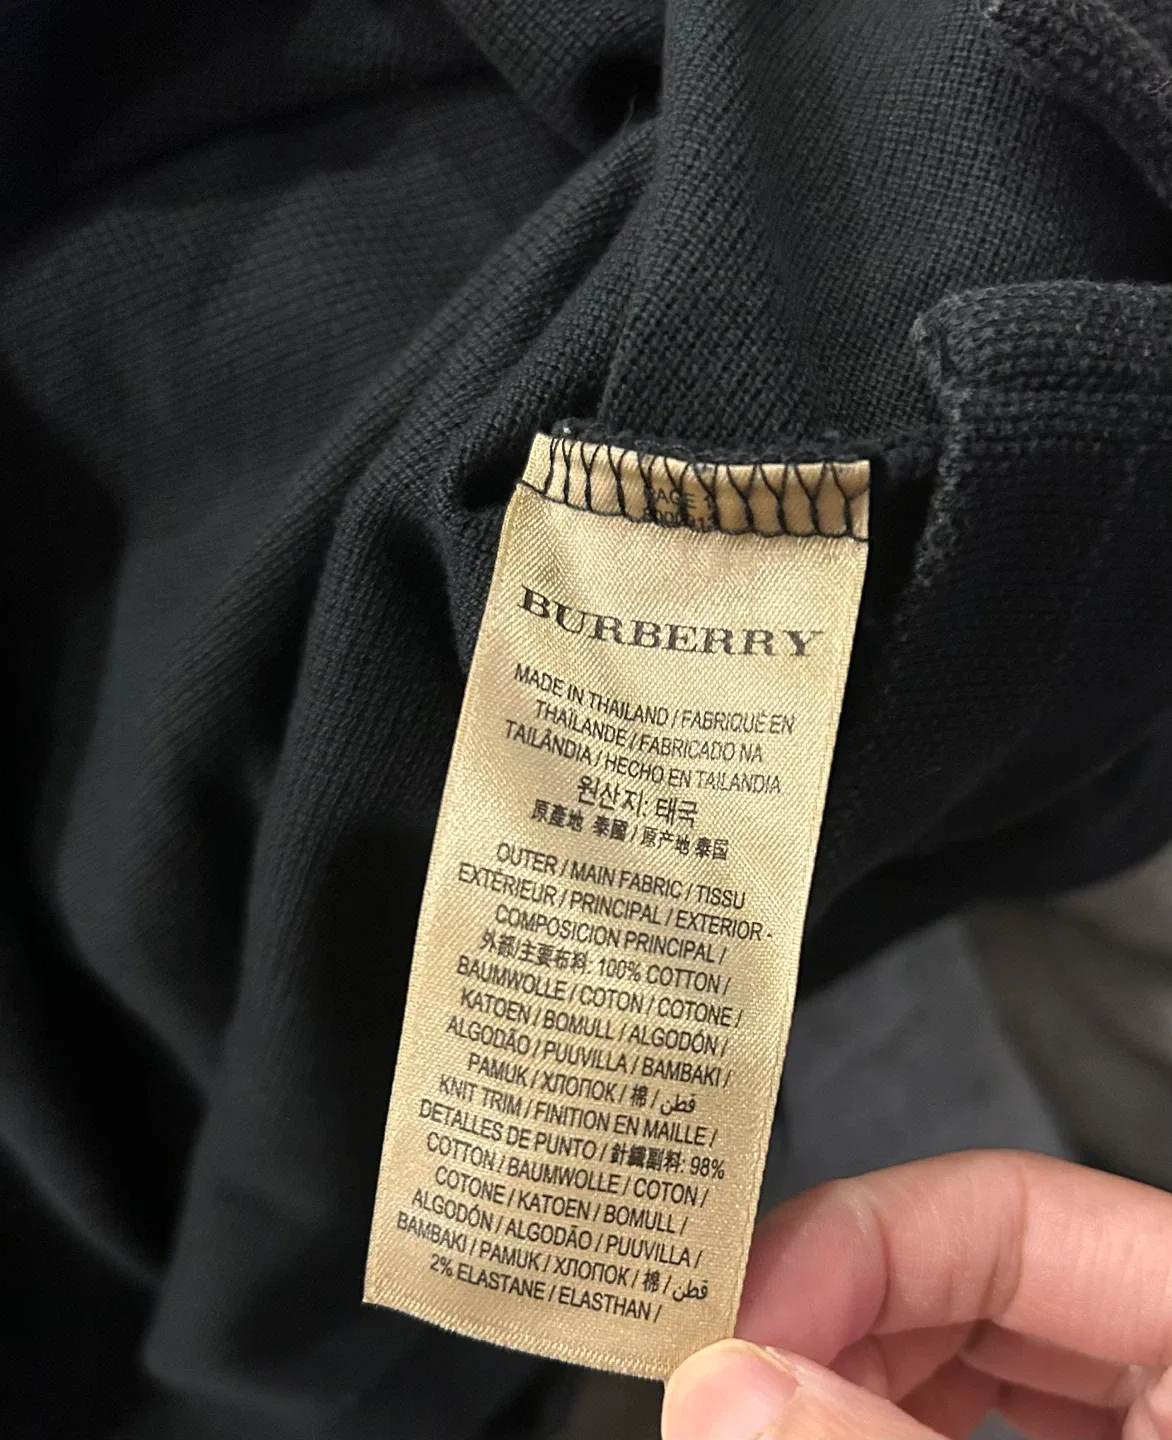 PAGE 1
BURBERRY
MADE IN THAILAND / FABRIQUÉ EN
THAÏLANDE / FABRICADO NA
TAILÂNDIA / HECHO EN TAILANDIA
원산지: 태국
原產地 泰國 / 原产地 泰国
OUTER / MAIN FABRIC / TISSU
EXTÉRIEUR / PRINCIPAL / EXTERIOR -
COMPOSICION PRINCIPAL /
外部/主要布料: 100% COTTON /
BAUMWOLLE / COTON / COTONE /
KATOEN / BOMULL / ALGODÓN /
ALGODÃO / PUUVILLA / BAMBAKI /
PAMUK / ХЛОПОК / 棉 / قطن
KNIT TRIM / FINITION EN MAILLE /
DETALLES DE PUNTO / 針織副料: 98%
COTTON / BAUMWOLLE / COTON /
COTONE / KATOEN / BOMULL /
ALGODÓN / ALGODÃO / PUUVILLA /
BAMBAKI / PAMUK / ХЛОПОК / 棉 / قطن
2% ELASTANE / ELASTHAN /